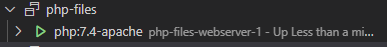 php-files
php:7.4-apache php-files-webserver-1 - Up Less than a mi...